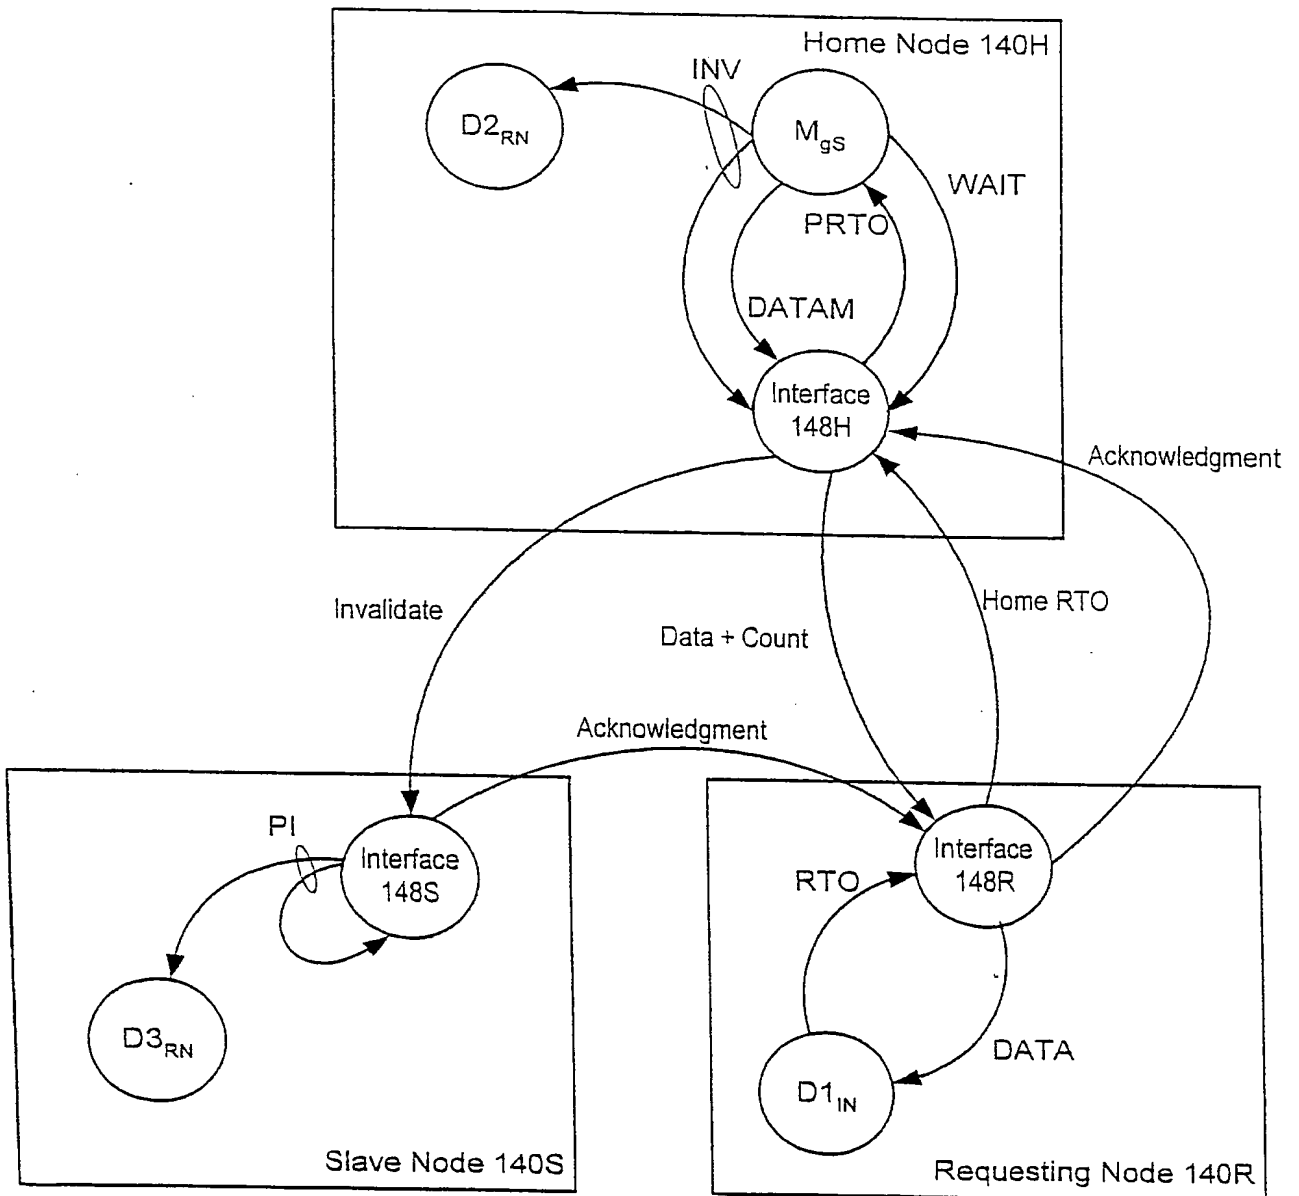 Home Node 140H
INV
D2RN
MgS
WAIT
PRTO
DATAM
Interface
148H
Acknowledgment
Invalidate
Home RTO
Data + Count
Acknowledgment
PI
Interface
148S
Interface
148R
RTO
D3RN
DATA
D1IN
Slave Node 140S
Requesting Node 140R